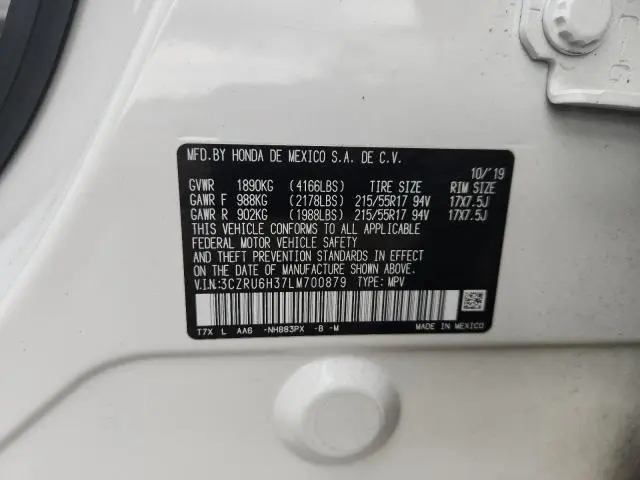 MFD.BY HONDA DE MEXICO S.A. DE C.V.
10/'19
GVWR 1890KG (4166LBS) TIRE SIZE RIM SIZE
GAWR F 988KG (2178LBS) 215/55R17 94V 17X7.5J
GAWR R 902KG (1988LBS) 215/55R17 94V 17X7.5J
THIS VEHICLE CONFORMS TO ALL APPLICABLE
FEDERAL MOTOR VEHICLE SAFETY
AND THEFT PREVENTION STANDARDS IN EFFECT
ON THE DATE OF MANUFACTURE SHOWN ABOVE.
V.I.N.:3CZRU6H37LM700879 TYPE: MPV
T7X L AA6 -NH883PX -B -M MADE IN MEXICO